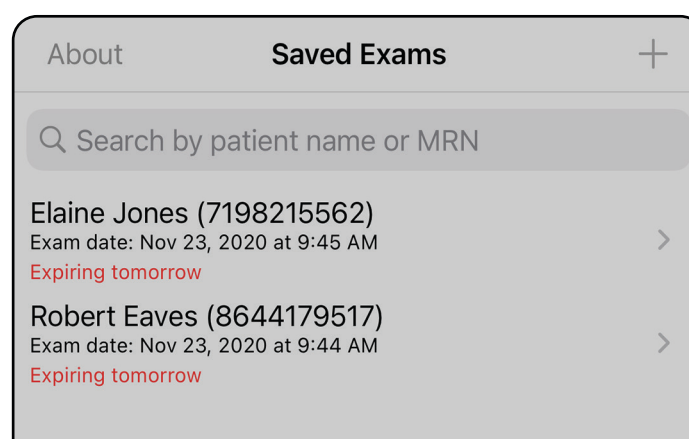 About
Saved Exams
Search by patient name or MRN
Elaine Jones (7198215562)
Exam date: Nov 23, 2020 at 9:45 AM
Expiring tomorrow
Robert Eaves (8644179517)
Exam date: Nov 23, 2020 at 9:44 AM
Expiring tomorrow